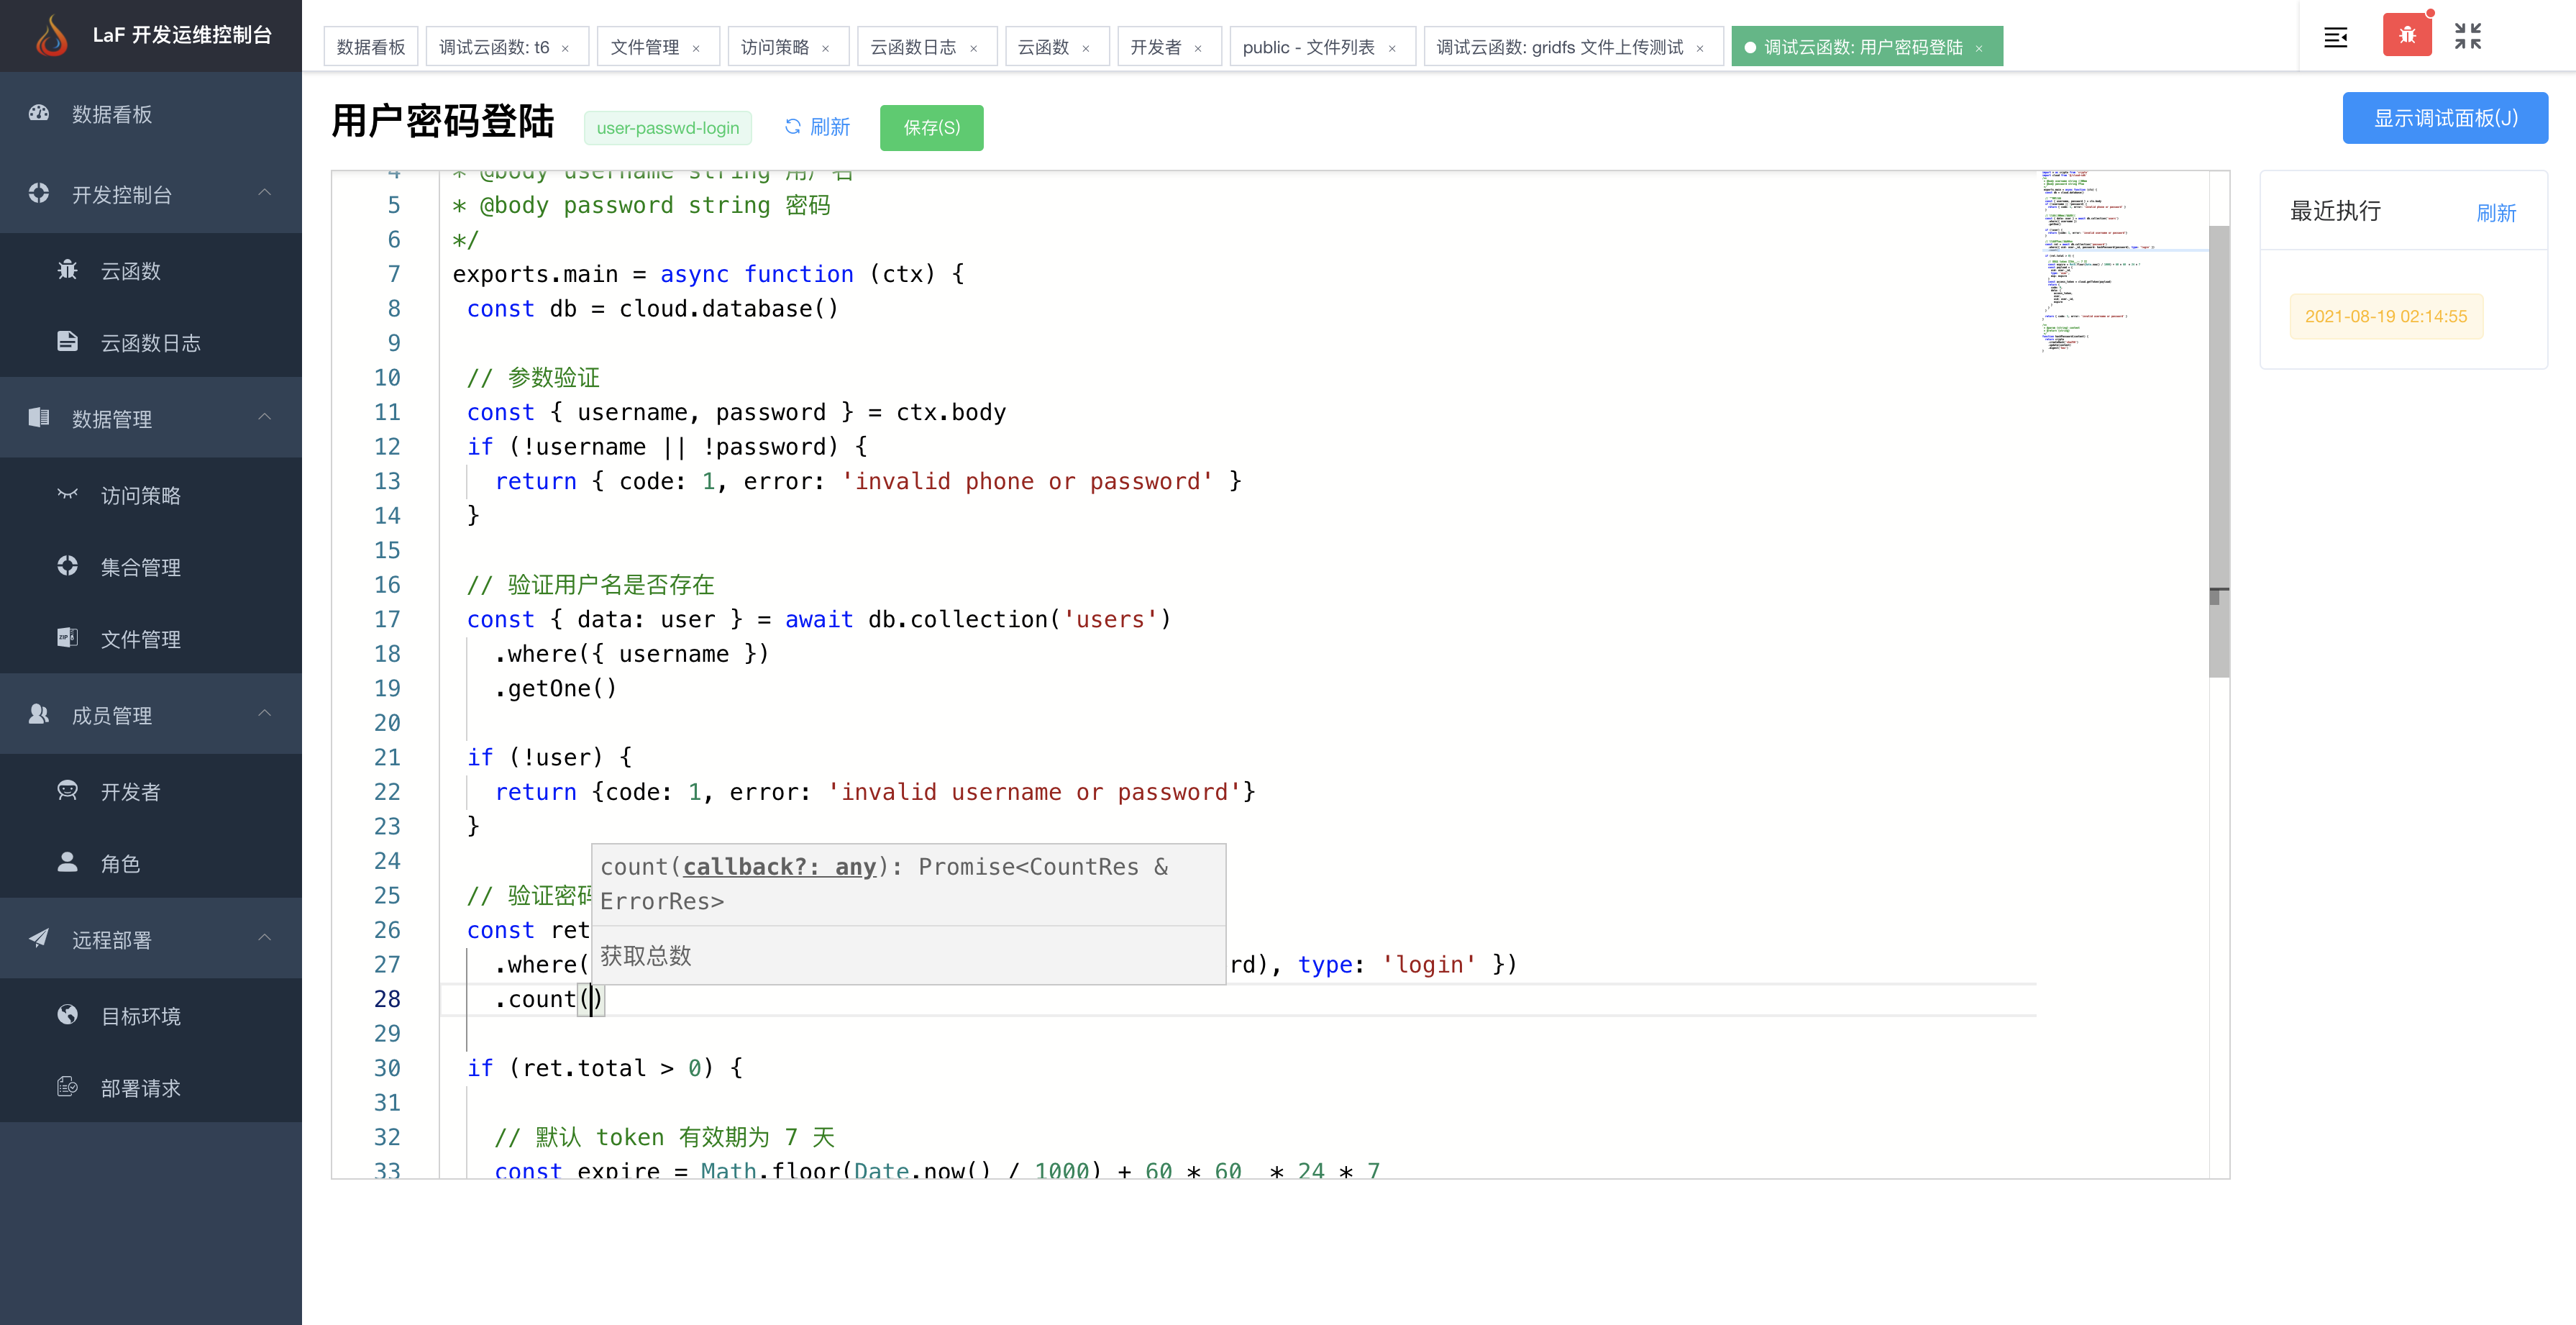 LaF 开发运维控制台
数据看板
开发控制台
云函数
云函数日志
数据管理
访问策略
集合管理
文件管理
成员管理
开发者
角色
远程部署
目标环境
部署请求
数据看板 调试云函数: t6 × 文件管理 × 访问策略 × 云函数日志 × 云函数 × 开发者 × public - 文件列表 × 调试云函数: gridfs 文件上传测试 × 调试云函数: 用户密码登陆 ×
用户密码登陆 user-passwd-login 刷新 保存(S) 显示调试面板(J)
4 * @body username string 用户名
5 * @body password string 密码
6 */
7 exports.main = async function (ctx) {
8 const db = cloud.database()
9
10 // 参数验证
11 const { username, password } = ctx.body
12 if (!username || !password) {
13 return { code: 1, error: 'invalid phone or password' }
14 }
15
16 // 验证用户名是否存在
17 const { data: user } = await db.collection('users')
18 .where({ username })
19 .getOne()
20
21 if (!user) {
22 return {code: 1, error: 'invalid username or password'}
23 }
24
25 // 验证密码
26 const ret
27 .where( rd), type: 'login' })
28 .count()
29
30 if (ret.total > 0) {
31
32 // 默认 token 有效期为 7 天
33 const expire = Math.floor(Date.now() / 1000) + 60 * 60 * 24 * 7
count(callback?: any): Promise<CountRes &
ErrorRes>
获取总数
最近执行 刷新
2021-08-19 02:14:55